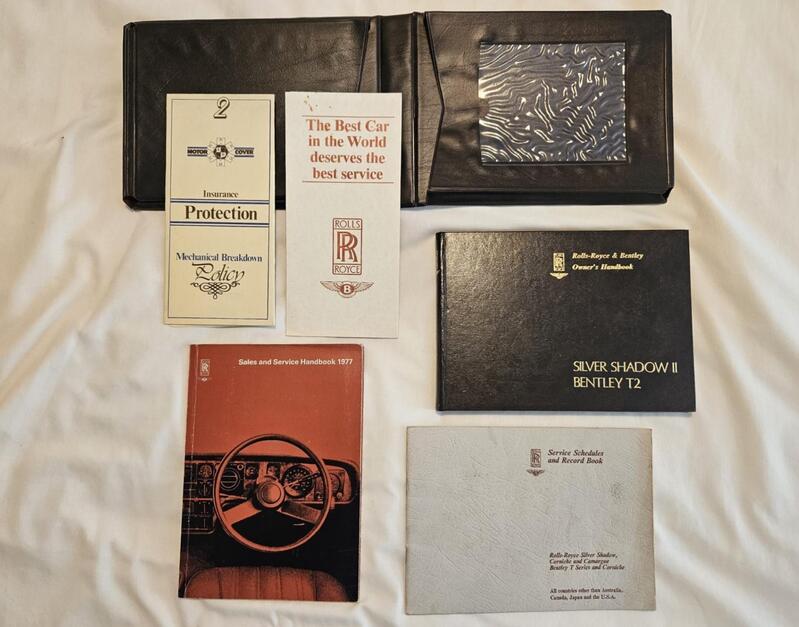 2
MOTOR COVER
Insurance
Protection
Mechanical Breakdown
Policy
The Best Car
in the World
deserves the
best service
ROLLS
RR
ROYCE
B
Rolls-Royce & Bentley
Owner's Handbook
SILVER SHADOW II
BENTLEY T2
Sales and Service Handbook 1977
Service Schedules
and Record Book
Rolls-Royce Silver Shadow,
Corniche and Camargue
Bentley T Series and Corniche
All countries other than Australia,
Canada, Japan and the U.S.A.